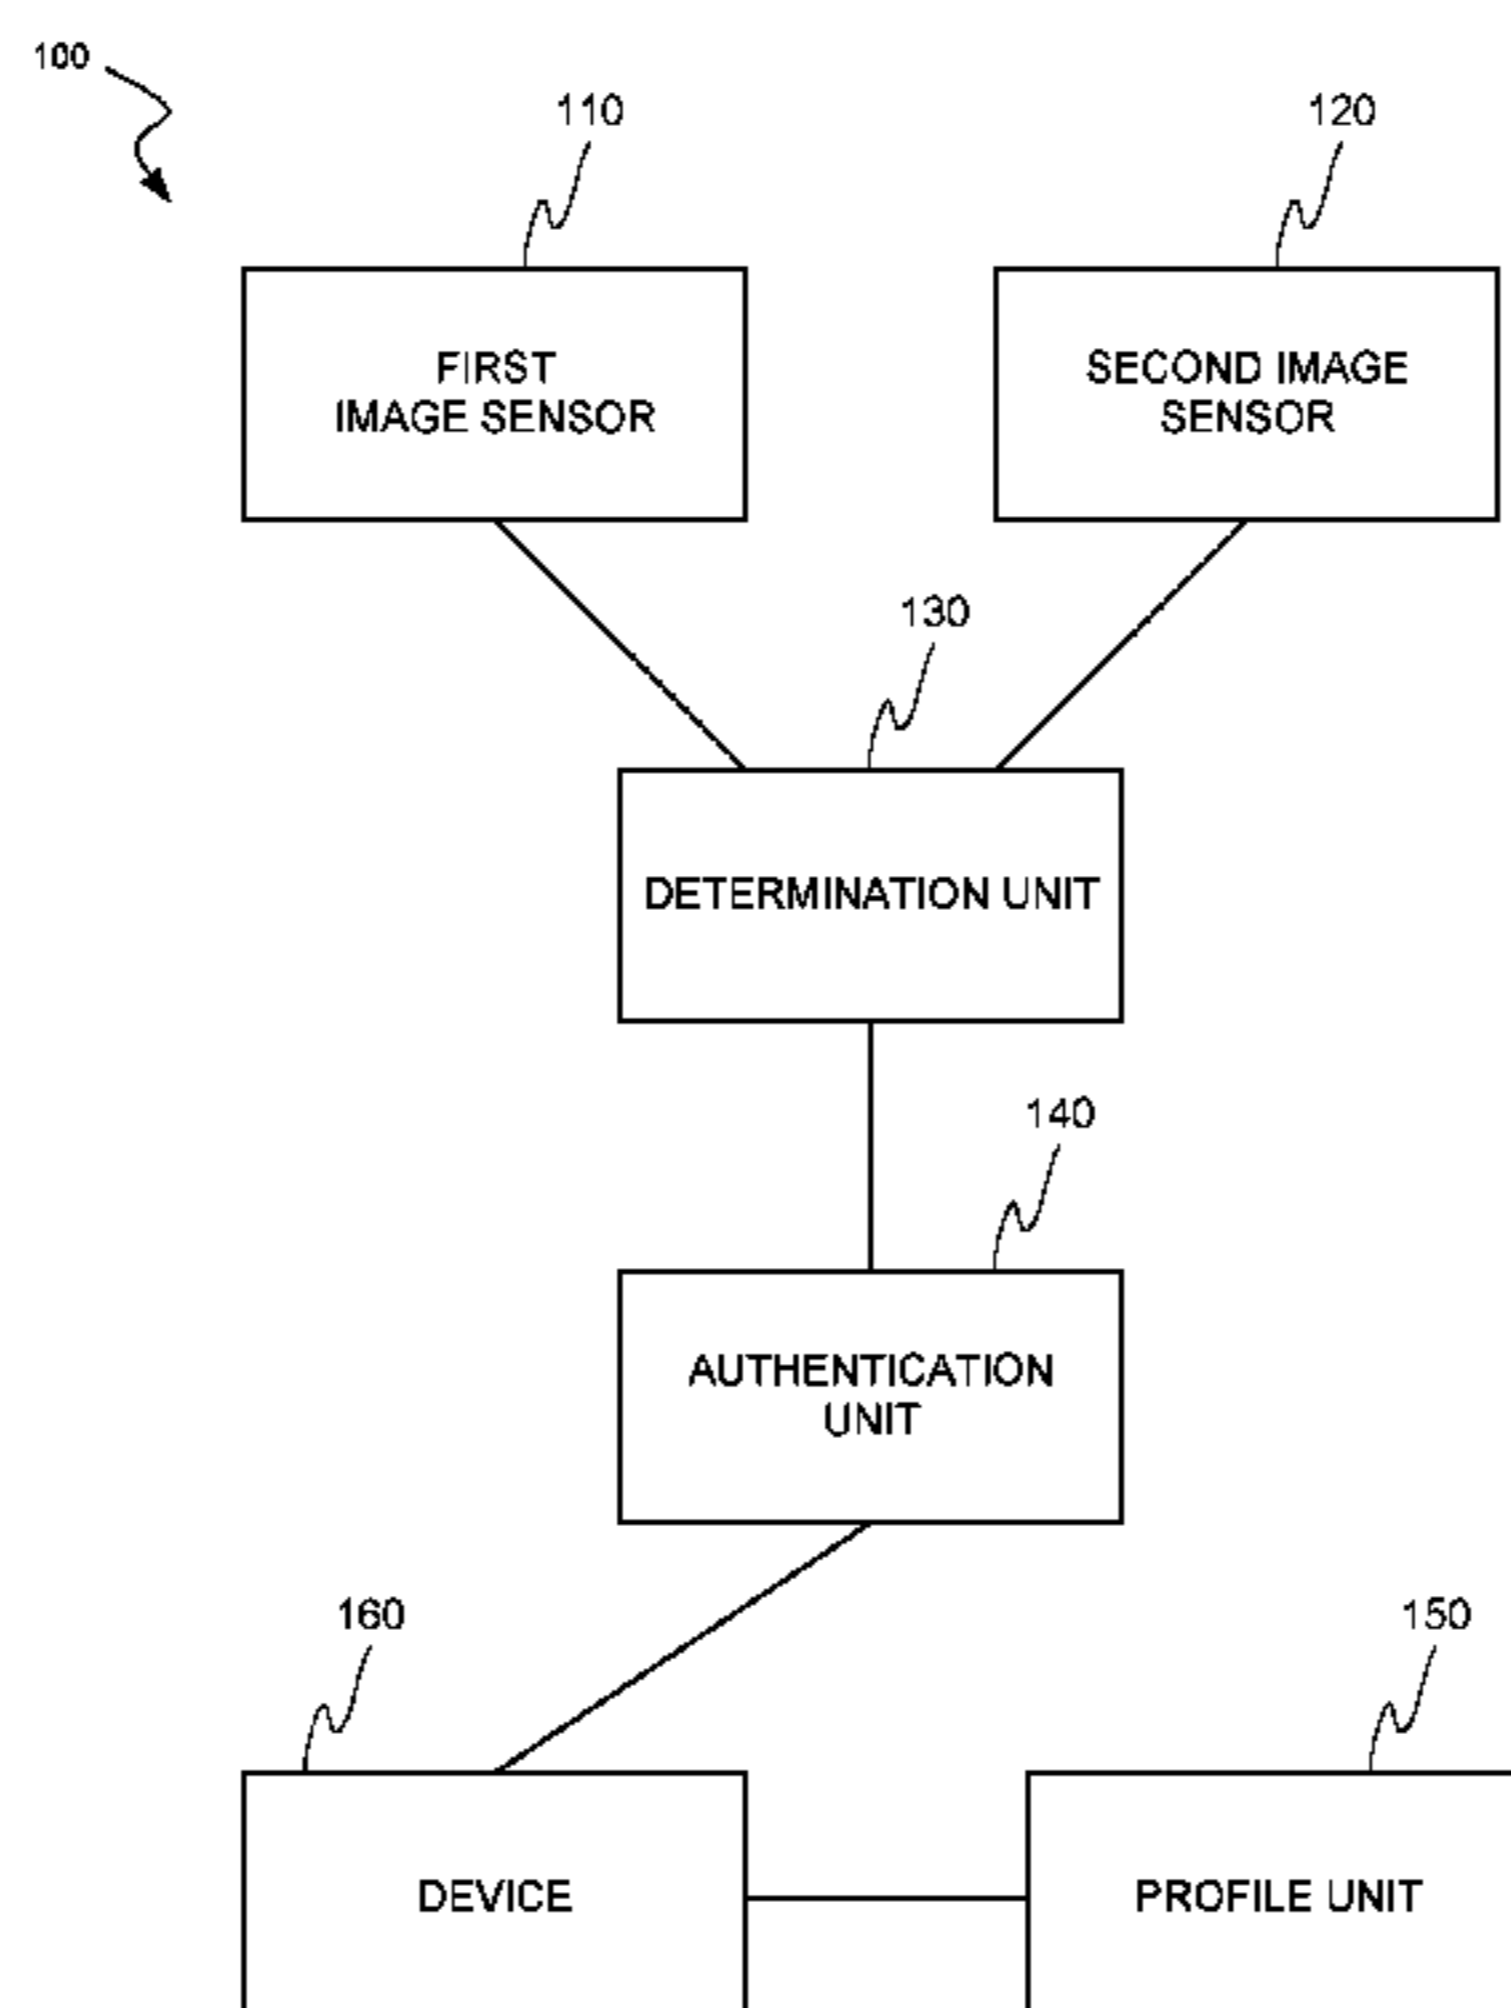 100
110
120
FIRST
IMAGE SENSOR
SECOND IMAGE
SENSOR
130
DETERMINATION UNIT
140
AUTHENTICATION
UNIT
160
150
DEVICE
PROFILE UNIT